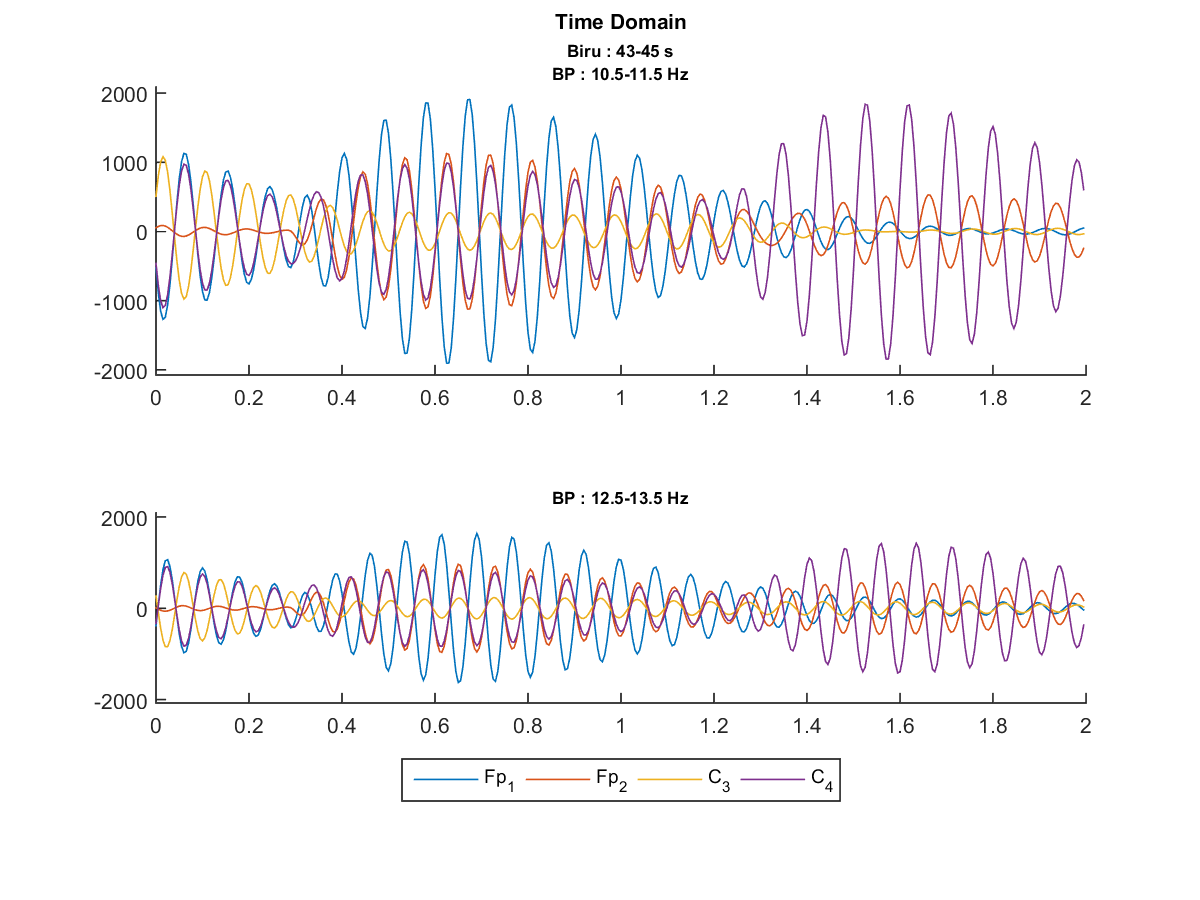 Time Domain
Biru : 43-45 s
BP : 10.5-11.5 Hz
2000
1000
0
-1000
-2000
0 0.2 0.4 0.6 0.8 1 1.2 1.4 1.6 1.8 2
BP : 12.5-13.5 Hz
2000
0
-2000
0 0.2 0.4 0.6 0.8 1 1.2 1.4 1.6 1.8 2
Fp1 Fp2 C3 C4